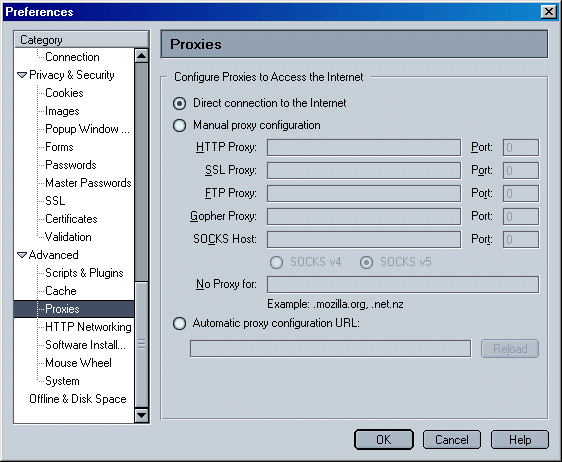 Preferences
Category
Connection
Privacy & Security
Cookies
Images
Popup Window ...
Forms
Passwords
Master Passwords
SSL
Certificates
Validation
Advanced
Scripts & Plugins
Cache
Proxies
HTTP Networking
Software Install...
Mouse Wheel
System
Offline & Disk Space
Proxies
Configure Proxies to Access the Internet
Direct connection to the Internet
Manual proxy configuration
HTTP Proxy: Port: 0
SSL Proxy: Port: 0
FTP Proxy: Port: 0
Gopher Proxy: Port: 0
SOCKS Host: Port: 0
SOCKS v4 SOCKS v5
No Proxy for:
Example: .mozilla.org, .net.nz
Automatic proxy configuration URL:
Reload
OK Cancel Help